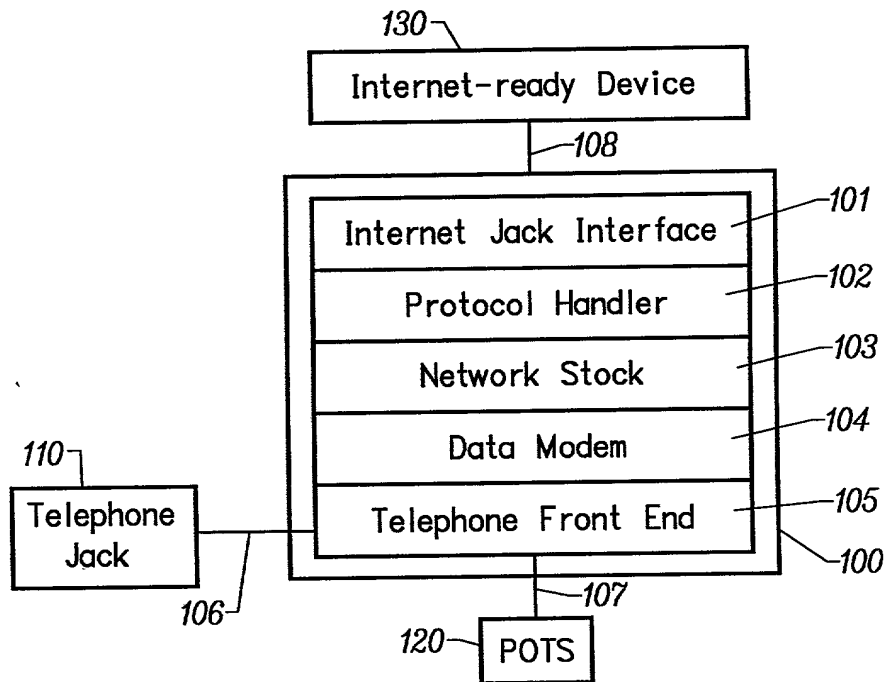 130
Internet-ready Device
108
101
Internet Jack Interface
102
Protocol Handler
103
Network Stock
104
Data Modem
110
105
Telephone Front End
Telephone
Jack
100
106
107
120
POTS